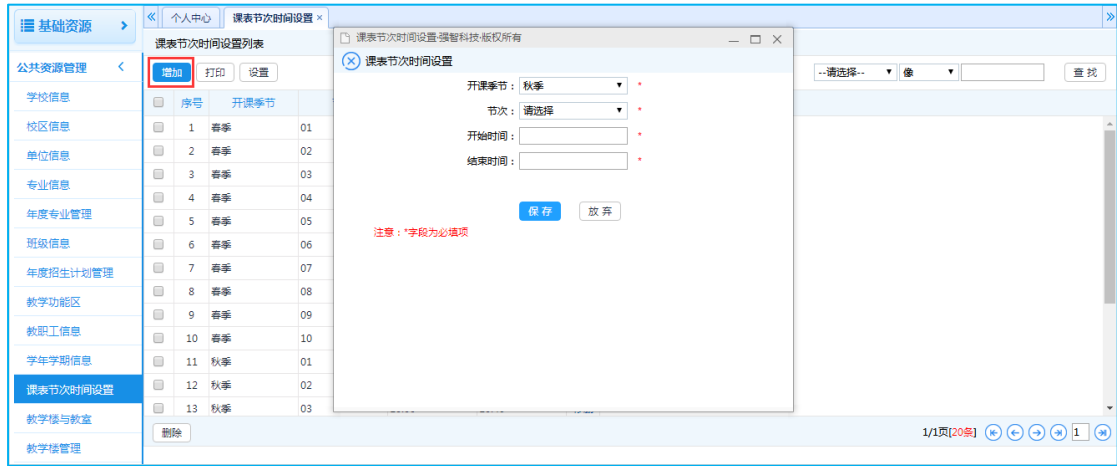 基础资源
公共资源管理
学校信息
校区信息
单位信息
专业信息
年度专业管理
班级信息
年度招生计划管理
教学功能区
教职工信息
学年学期信息
课表节次时间设置
教学楼与教室
教学楼管理
个人中心 课表节次时间设置 ×
课表节次时间设置列表
增加 打印 设置 --请选择-- 像 查 找
序号 开课季节
1 春季 01
2 春季 02
3 春季 03
4 春季 04
5 春季 05
6 春季 06
7 春季 07
8 春季 08
9 春季 09
10 春季 10
11 秋季 01
12 秋季 02
13 秋季 03
删除 1/1页[20条] 1
课表节次时间设置-强智科技-版权所有
课表节次时间设置
开课季节： 秋季 *
节次： 请选择 *
开始时间： *
结束时间： *
保 存 放 弃
注意：*字段为必填项